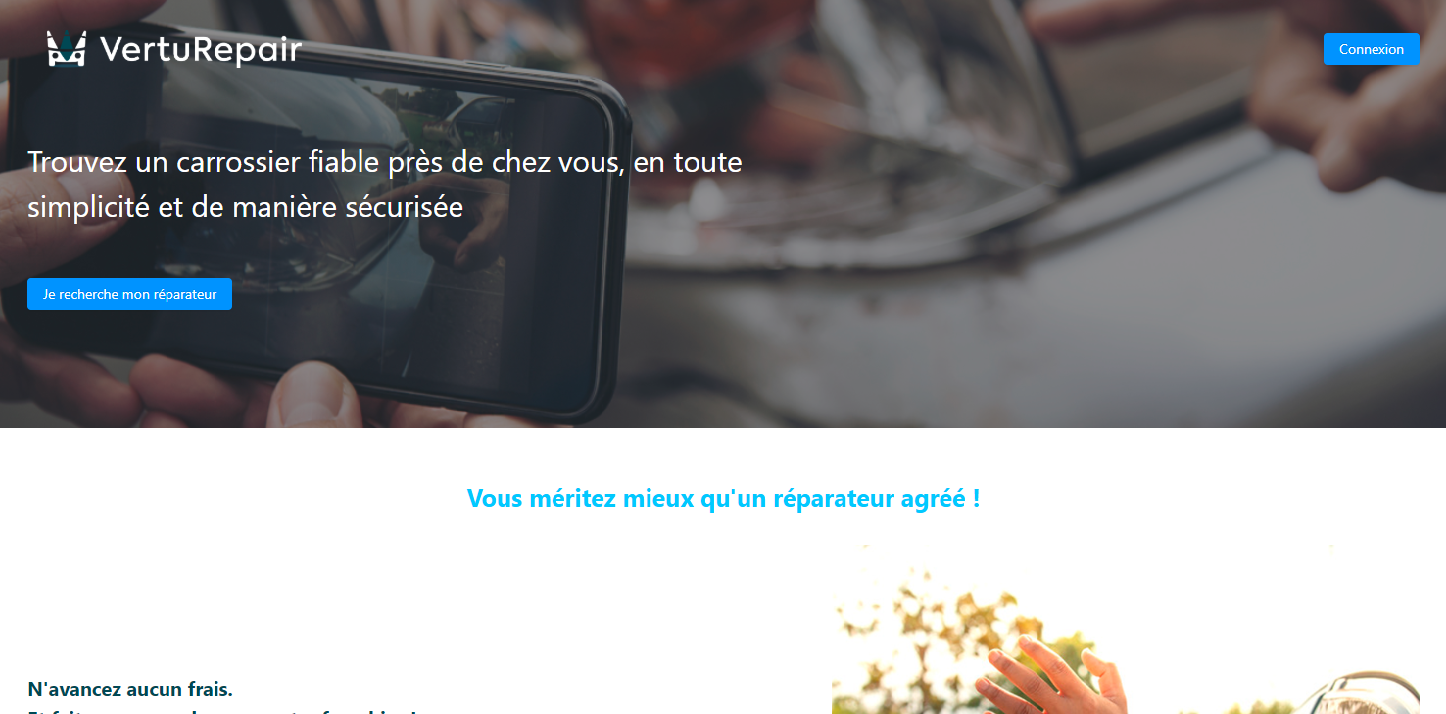 VertuRepair
Connexion
Trouvez un carrossier fiable près de chez vous, en toute
simplicité et de manière sécurisée
Je recherche mon réparateur
Vous méritez mieux qu'un réparateur agréé !
N'avancez aucun frais.